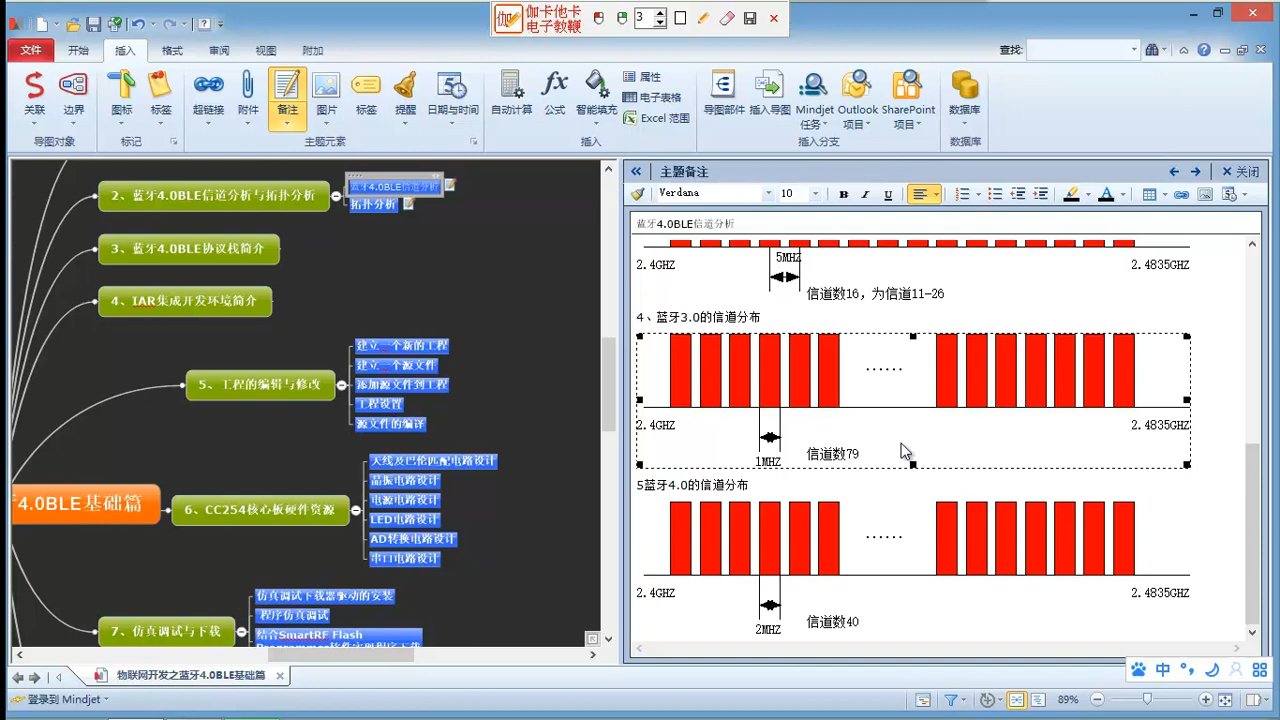 伽
伽卡他卡
电子教鞭
3
文件
开始
插入
格式
审阅
视图
附加
查找:
关联
边界
图标
标签
超链接
附件
备注
图片
标签
提醒
日期与时间
自动计算
公式
智能填充
属性
电子表格
Excel 范围
导图部件
插入导图
Mindjet
任务
Outlook
项目
SharePoint
项目
数据库
导图对象
标记
主题元素
插入
插入分支
数据库
2、蓝牙4.0BLE信道分析与拓扑分析
蓝牙4.0BLE信道分析
拓扑分析
3、蓝牙4.0BLE协议栈简介
4、IAR集成开发环境简介
5、工程的编辑与修改
建立一个新的工程
建立一个源文件
添加源文件到工程
工程设置
源文件的编译
牙4.0BLE基础篇
6、CC254核心板硬件资源
天线及巴伦匹配电路设计
晶振电路设计
电源电路设计
LED电路设计
AD转换电路设计
串口电路设计
7、仿真调试与下载
仿真调试下载器驱动的安装
程序仿真调试
结合SmartRF Flash
Programmer软件实现程序下载
主题备注
关闭
Verdana
10
B I U
蓝牙4.0BLE信道分析
5MHZ
2.4GHZ
2.4835GHZ
信道数16，为信道11-26
4、蓝牙3.0的信道分布
······
2.4GHZ
2.4835GHZ
1MHZ
信道数79
5蓝牙4.0的信道分布
······
2.4GHZ
2.4835GHZ
2MHZ
信道数40
物联网开发之蓝牙4.0BLE基础篇
中
登录到 Mindjet
89%